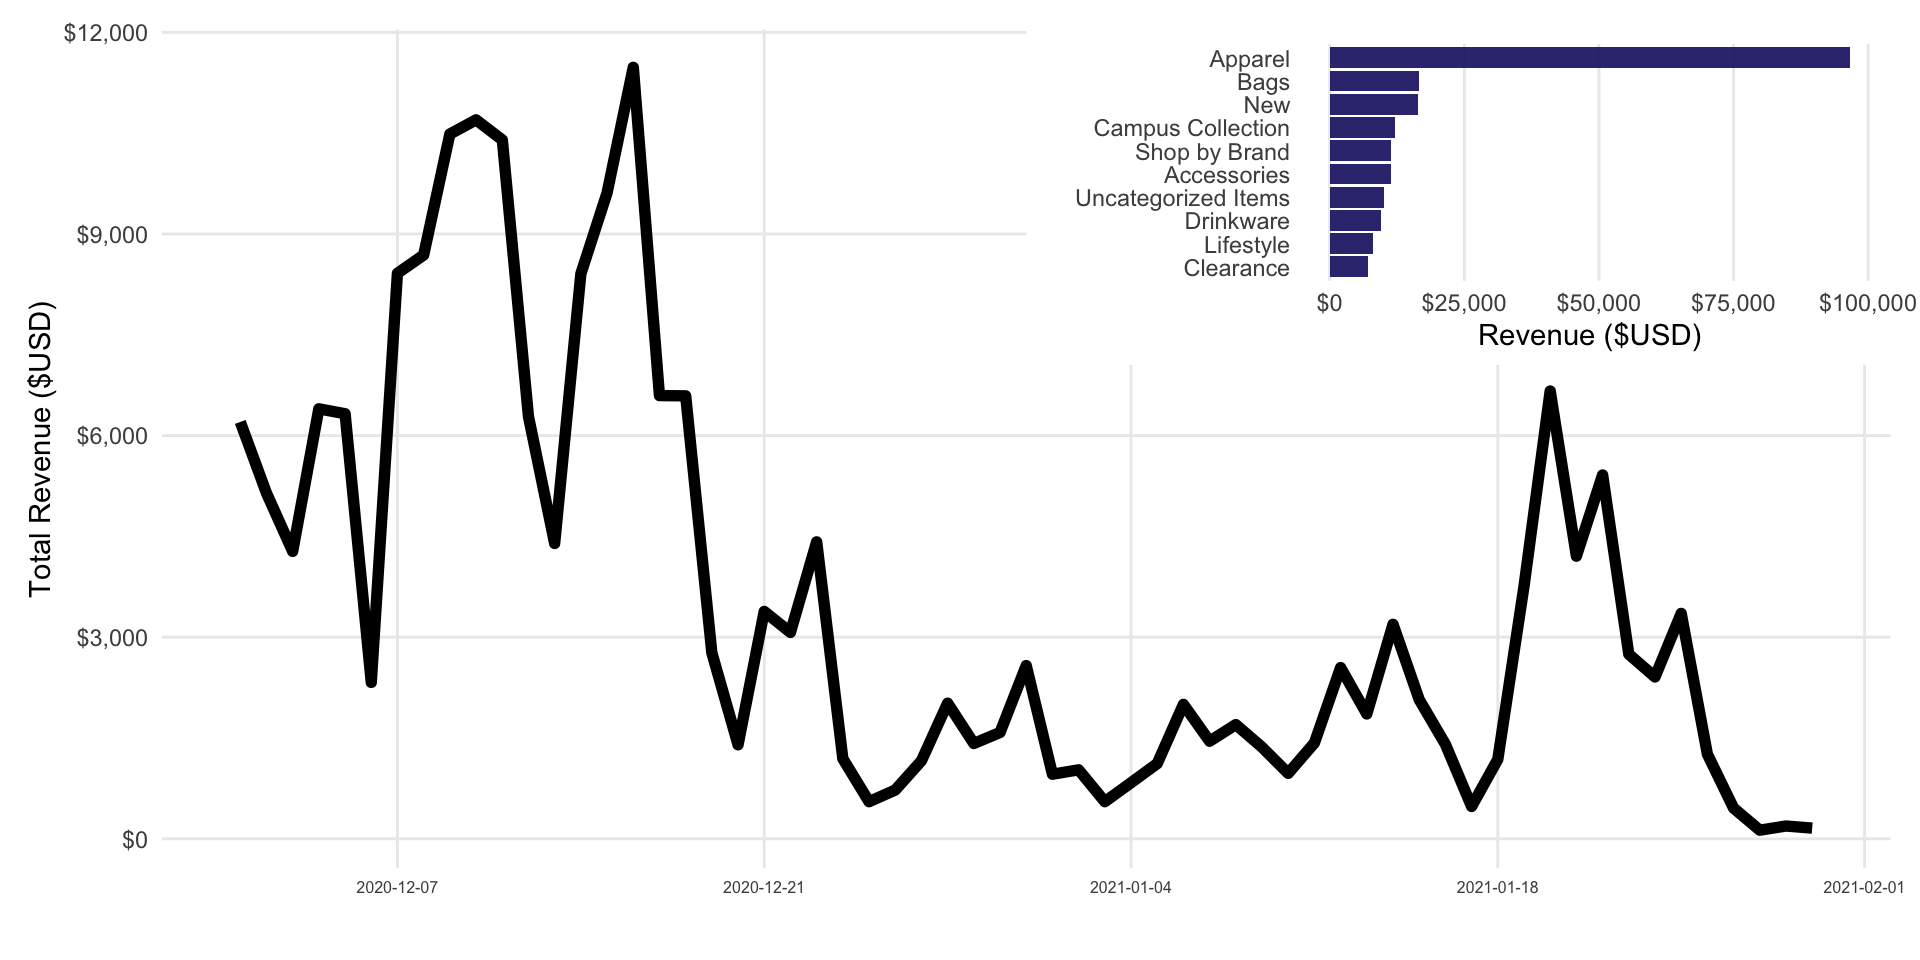 $12,000
$9,000
$6,000
$3,000
$0
Total Revenue ($USD)
2020-12-07
2020-12-21
2021-01-04
2021-01-18
2021-02-01
Apparel
Bags
New
Campus Collection
Shop by Brand
Accessories
Uncategorized Items
Drinkware
Lifestyle
Clearance
$0
$25,000
$50,000
$75,000
$100,000
Revenue ($USD)